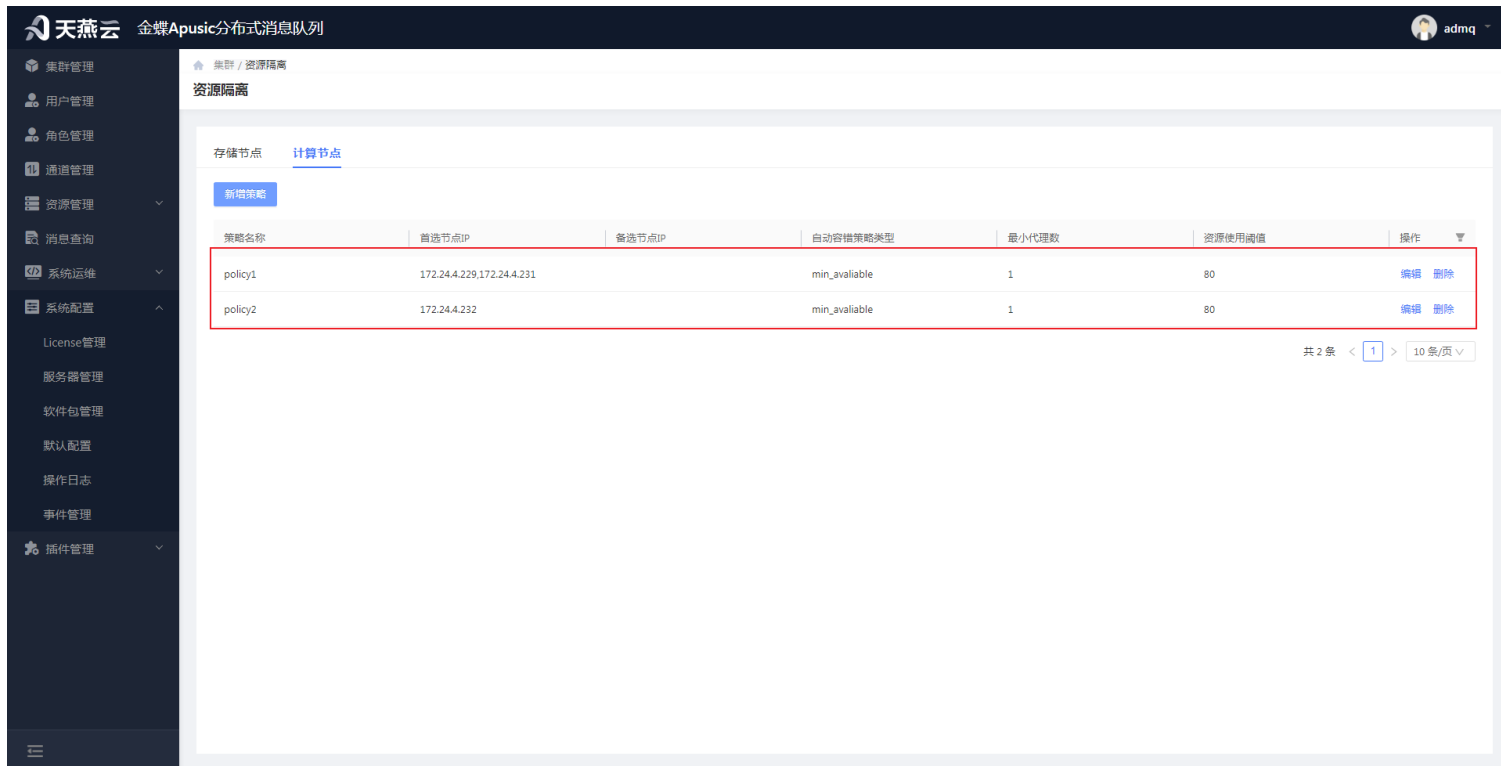 天燕云 金蝶Apusic分布式消息队列
admq
集群管理
用户管理
角色管理
通道管理
资源管理
消息查询
系统运维
系统配置
License管理
服务器管理
软件包管理
默认配置
操作日志
事件管理
插件管理
集群 / 资源隔离
资源隔离
存储节点 计算节点
新增策略
策略名称 首选节点IP 备选节点IP 自动容错策略类型 最小代理数 资源使用阈值 操作
policy1 172.24.4.229,172.24.4.231 min_avaliable 1 80 编辑 删除
policy2 172.24.4.232 min_avaliable 1 80 编辑 删除
共 2 条 < 1 > 10 条/页